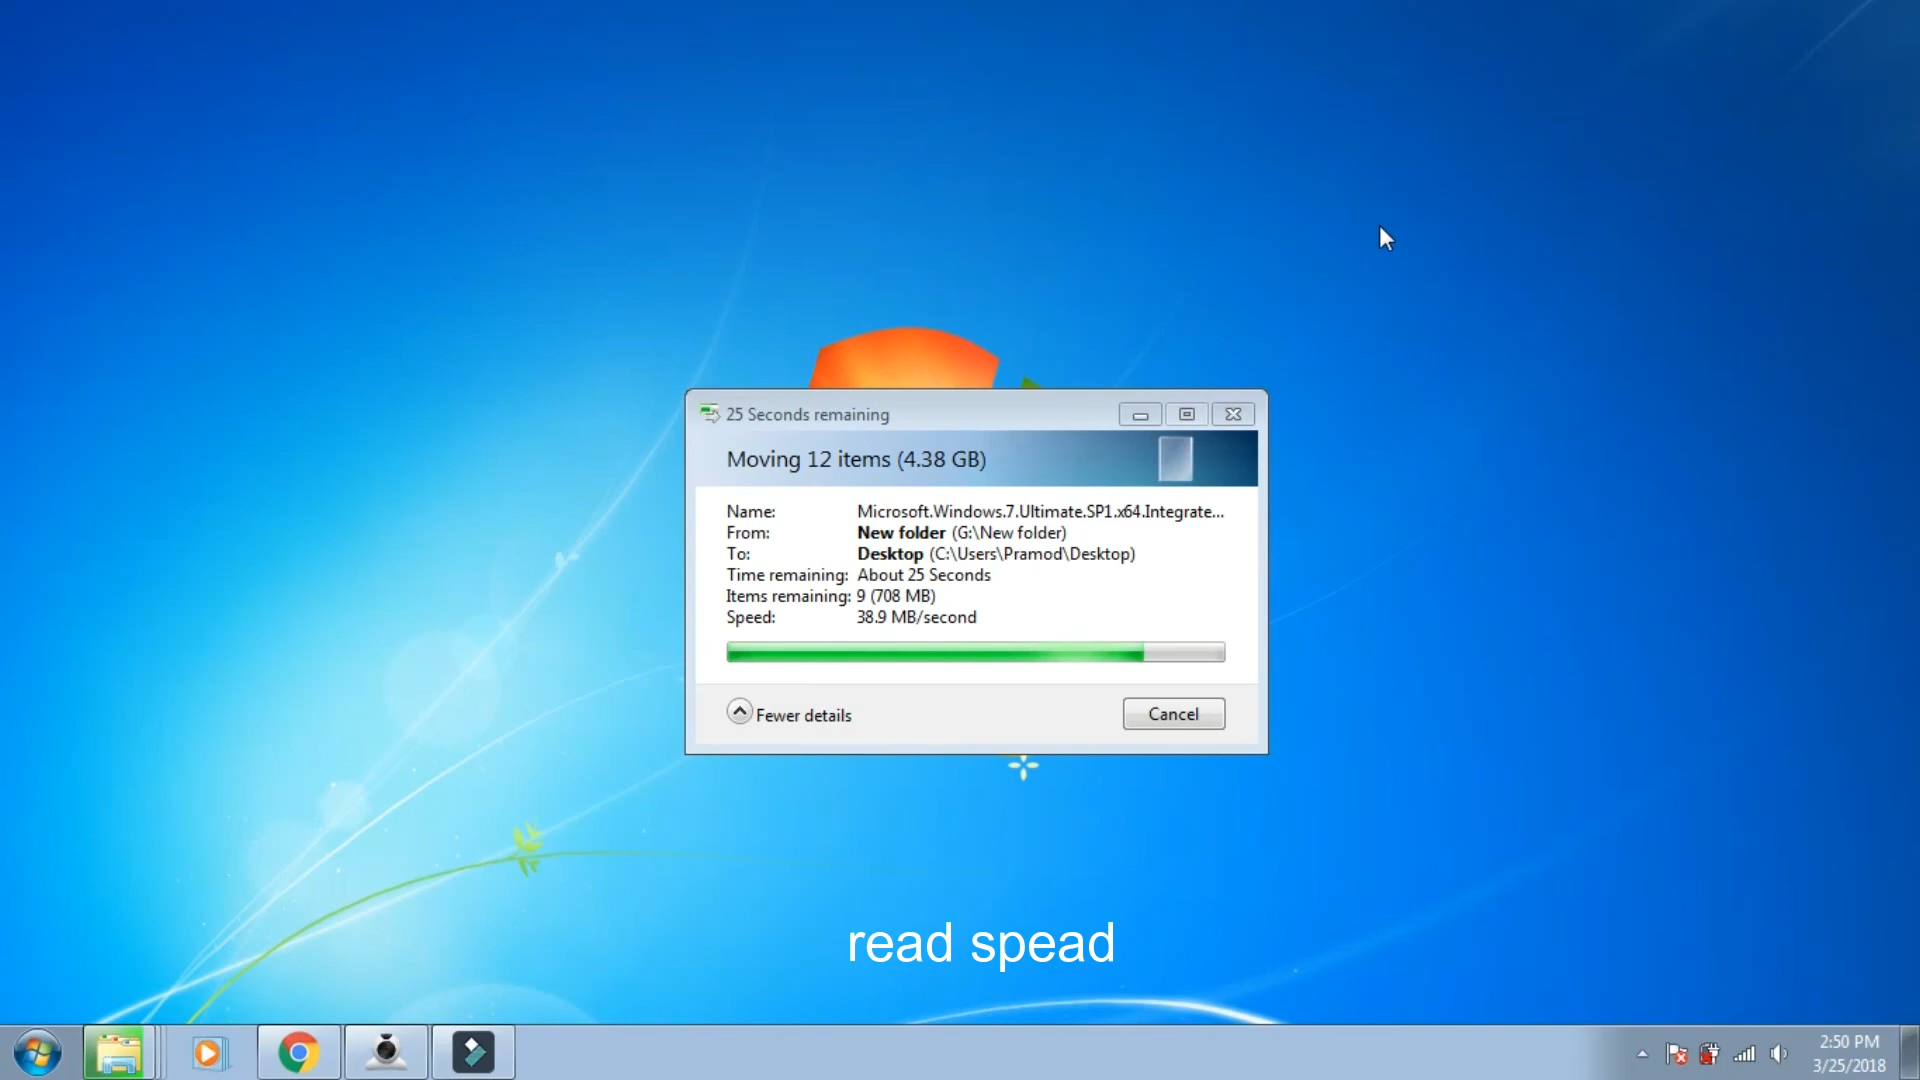 25 Seconds remaining
Moving 12 items (4.38 GB)
Name: Microsoft.Windows.7.Ultimate.SP1.x64.Integrate...
From: New folder (G:\New folder)
To: Desktop (C:\Users\Pramod\Desktop)
Time remaining: About 25 Seconds
Items remaining: 9 (708 MB)
Speed: 38.9 MB/second
Fewer details Cancel
read spead
2:50 PM
3/25/2018